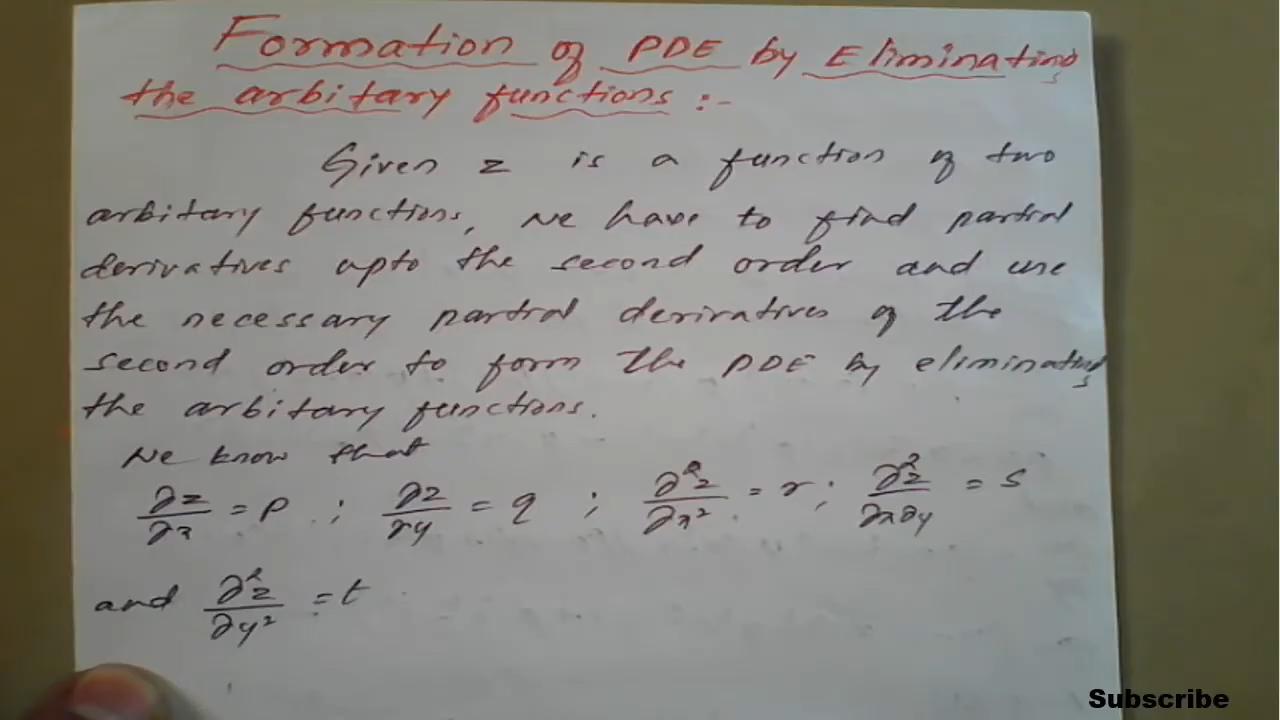 Formation of PDE by Eliminating
the arbitary functions :-
Given z is a function of two
arbitary functions, We have to find partial
derivatives upto the second order and use
the necessary partial derivatives of the
second order to form the PDE by eliminating
the arbitary functions.
We know that
∂z/∂x = p ; ∂z/∂y = q ; ∂²z/∂x² = r ; ∂²z/∂x∂y = s
and ∂²z/∂y² = t
Subscribe